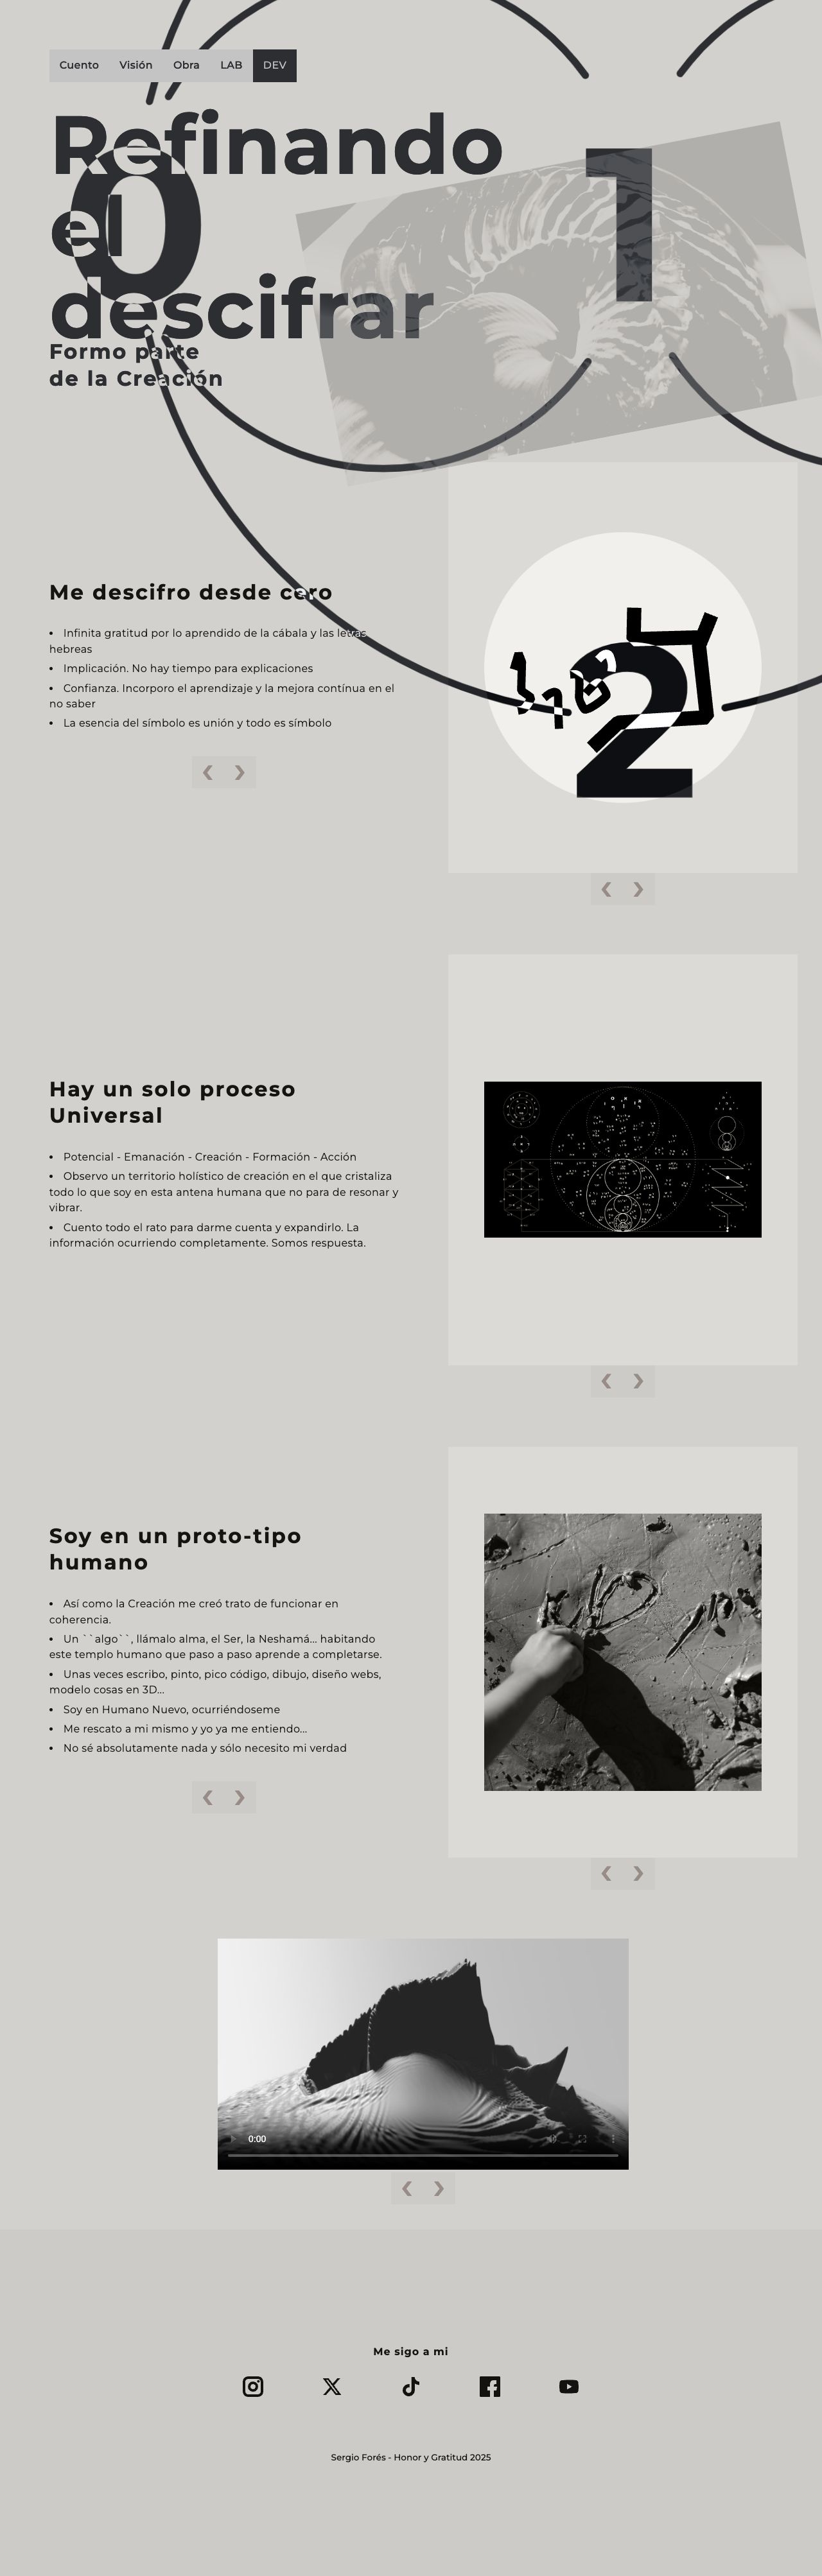 Cuento Visión Obra LAB DEV
Refinando
el
descifrar
0
1
Formo parte
de la Creación
Me descifro desde cero
• Infinita gratitud por lo aprendido de la cábala y las letras
hebreas
• Implicación. No hay tiempo para explicaciones
• Confianza. Incorporo el aprendizaje y la mejora contínua en el
no saber
• La esencia del símbolo es unión y todo es símbolo
❮ ❯
2
❮ ❯
Hay un solo proceso
Universal
• Potencial - Emanación - Creación - Formación - Acción
• Observo un territorio holístico de creación en el que cristaliza
todo lo que soy en esta antena humana que no para de resonar y
vibrar.
• Cuento todo el rato para darme cuenta y expandirlo. La
información ocurriendo completamente. Somos respuesta.
❮ ❯
Soy en un proto-tipo
humano
• Así como la Creación me creó trato de funcionar en
coherencia.
• Un ``algo``, llámalo alma, el Ser, la Neshamá... habitando
este templo humano que paso a paso aprende a completarse.
• Unas veces escribo, pinto, pico código, dibujo, diseño webs,
modelo cosas en 3D...
• Soy en Humano Nuevo, ocurriéndoseme
• Me rescato a mi mismo y yo ya me entiendo...
• No sé absolutamente nada y sólo necesito mi verdad
❮ ❯
❮ ❯
0:00
❮ ❯
Me sigo a mi
Sergio Forés - Honor y Gratitud 2025